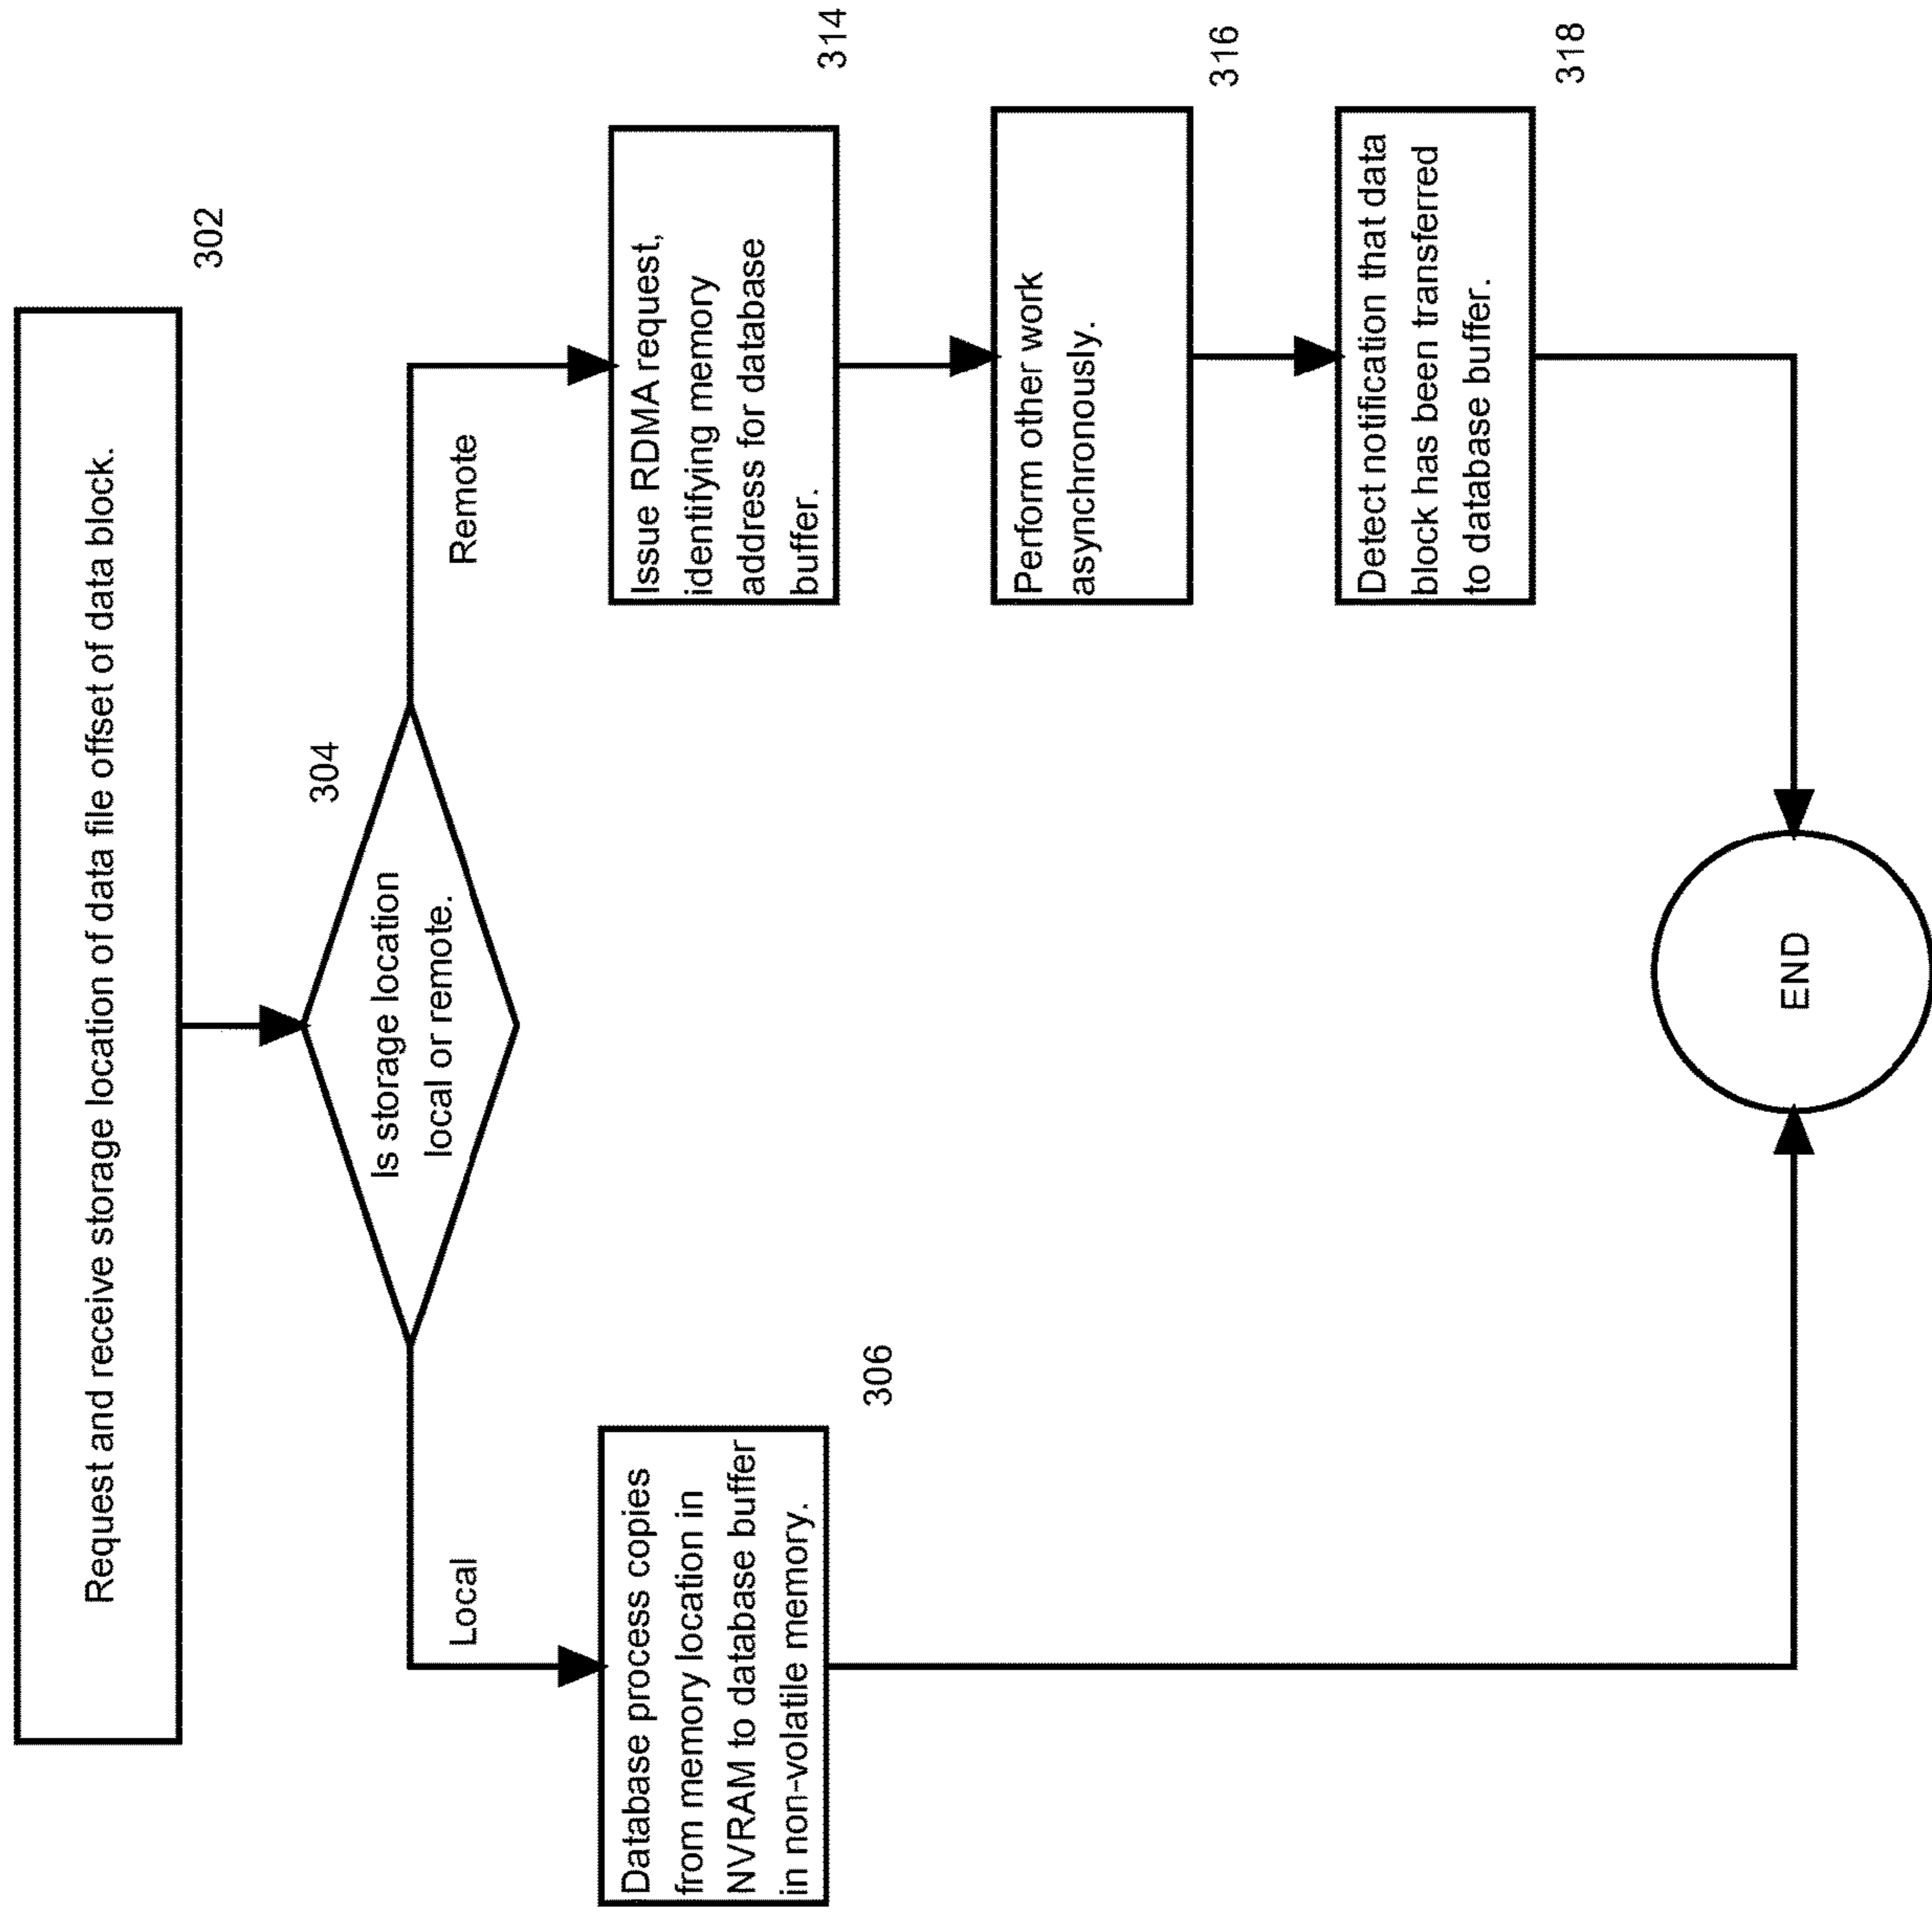 Request and receive storage location of data file offset of data block.
302
304
Is storage location
local or remote.
Local
Remote
Database process copies
from memory location in
NVRAM to database buffer
in non-volatile memory.
306
Issue RDMA request,
identifying memory
address for database
buffer.
314
Perform other work
asynchronously.
316
Detect notification that data
block has been transferred
to database buffer.
318
END